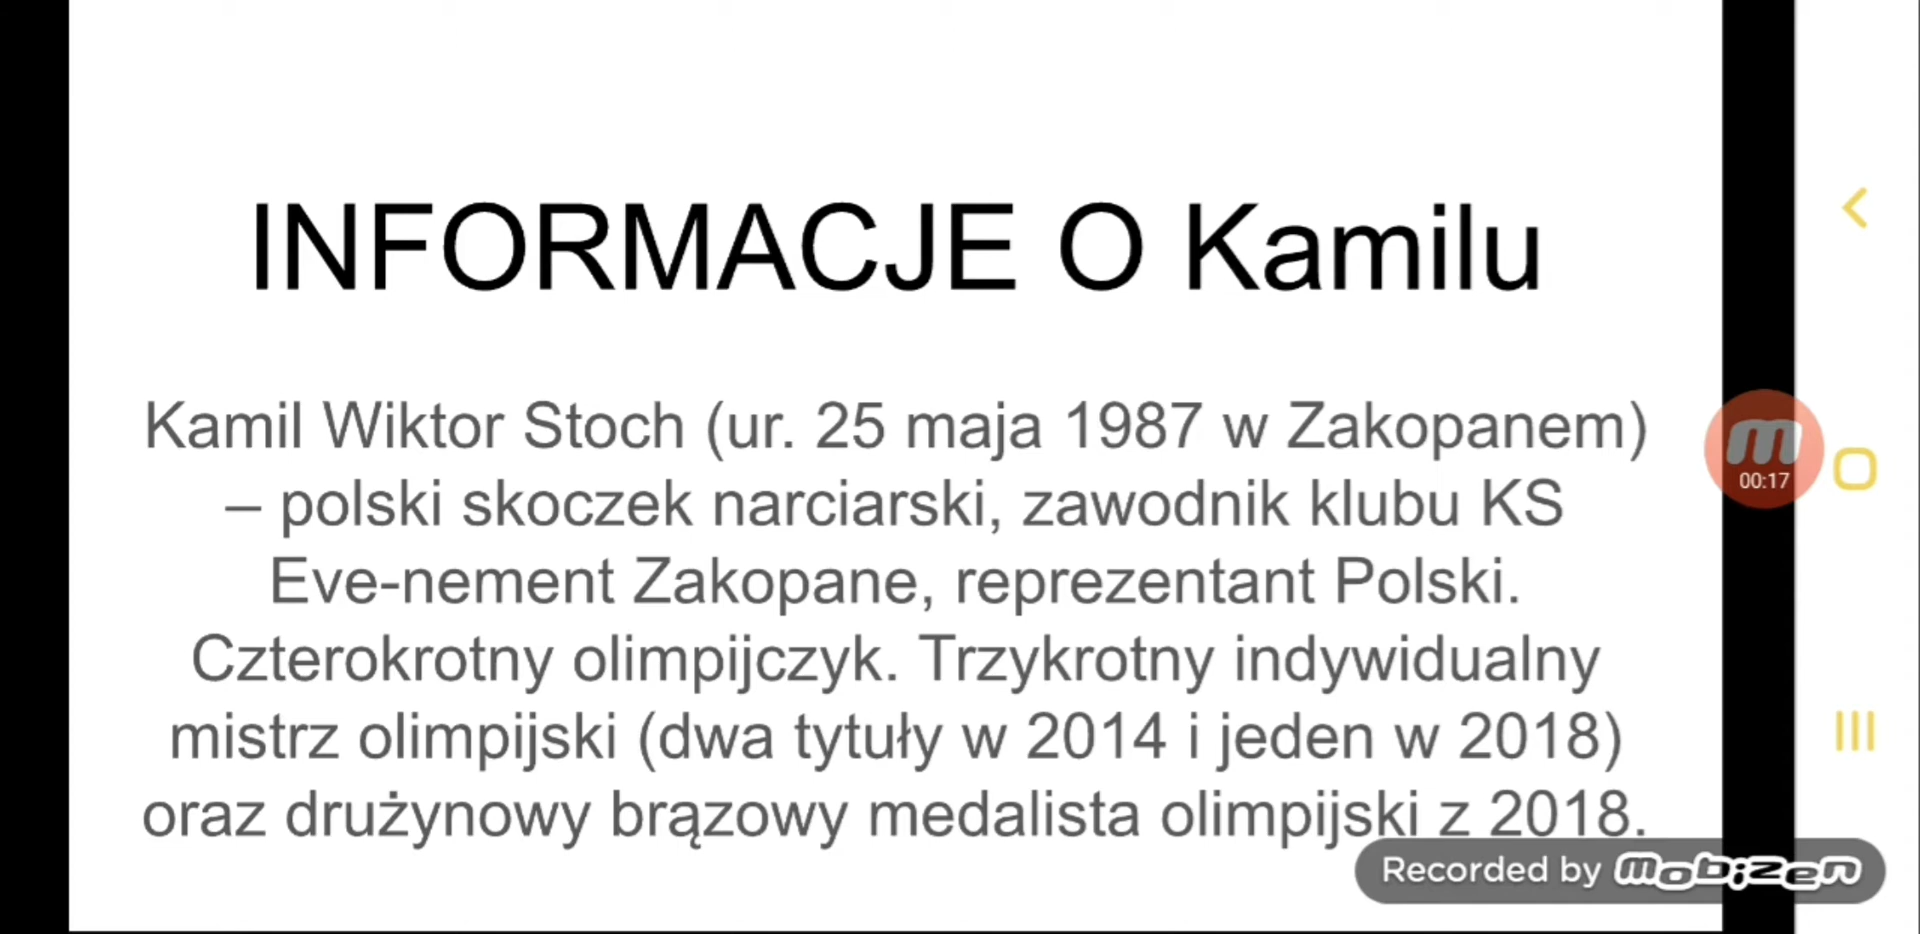 INFORMACJE O Kamilu
Kamil Wiktor Stoch (ur. 25 maja 1987 w Zakopanem)
– polski skoczek narciarski, zawodnik klubu KS
Eve-nement Zakopane, reprezentant Polski.
Czterokrotny olimpijczyk. Trzykrotny indywidualny
mistrz olimpijski (dwa tytuły w 2014 i jeden w 2018)
oraz drużynowy brązowy medalista olimpijski z 2018.
m
00:17
Recorded by mobizen